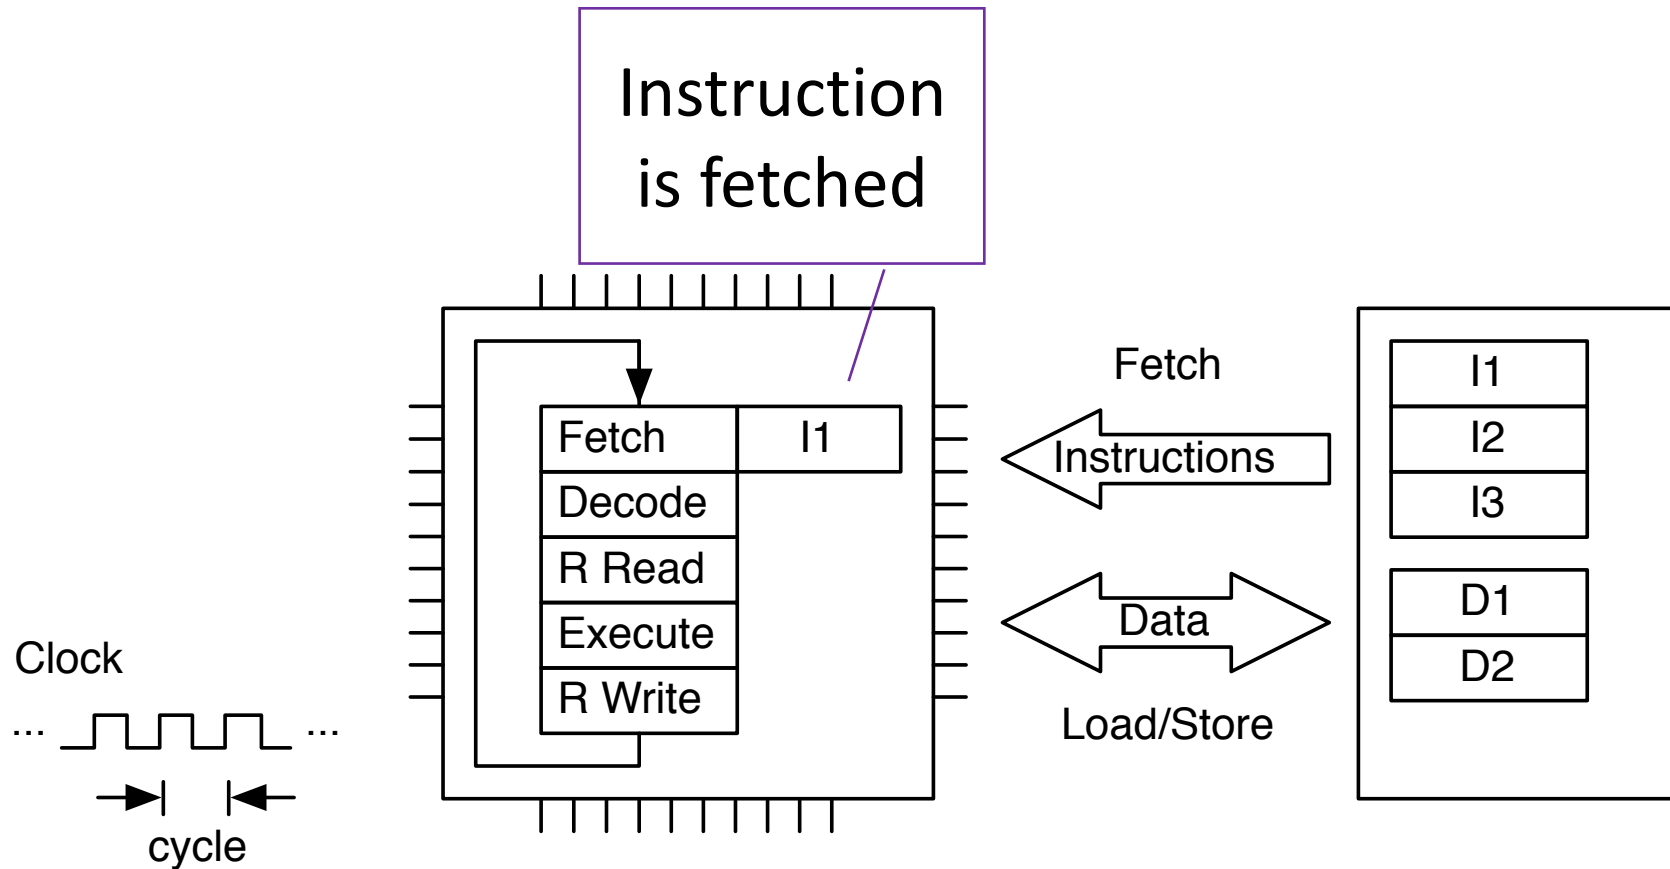 Instruction
is fetched
Fetch I1
Decode
R Read
Execute
R Write
Clock
... ...
cycle
Fetch
Instructions
Data
Load/Store
I1
I2
I3
D1
D2